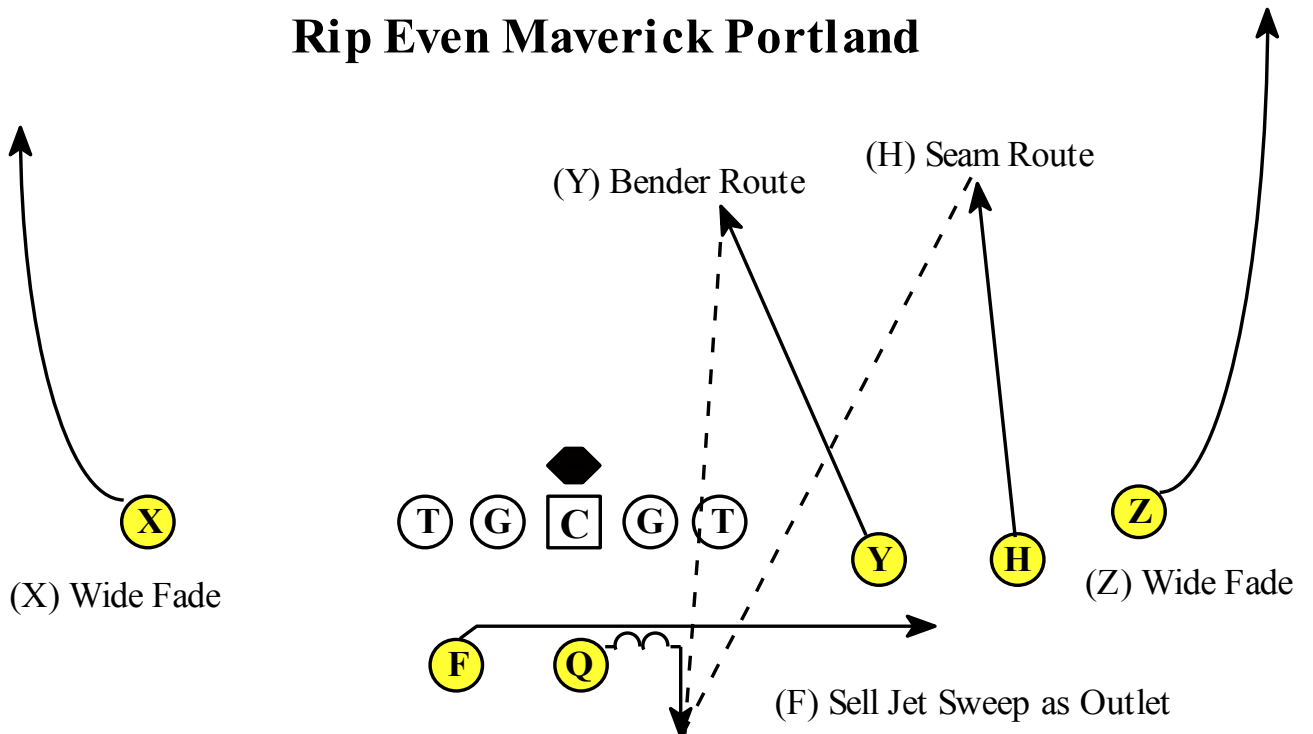 Rip Even Maverick Portland
(H) Seam Route
(Y) Bender Route
X
T G C G T
Z
Y
H
(X) Wide Fade
(Z) Wide Fade
F
Q
(F) Sell Jet Sweep as Outlet